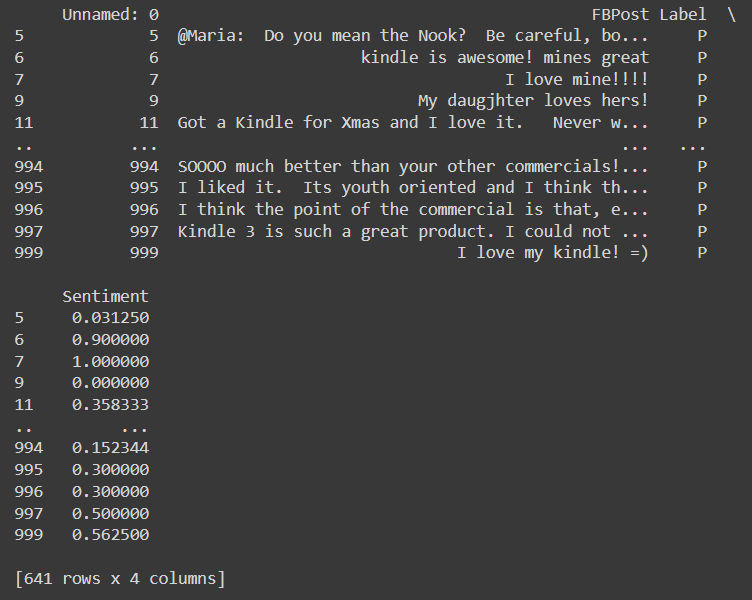 Unnamed: 0                                             FBPost Label  \
5             5  @Maria:  Do you mean the Nook?  Be careful, bo...     P
6             6                    kindle is awesome! mines great     P
7             7                                   I love mine!!!!     P
9             9                          My daugjhter loves hers!     P
11           11  Got a Kindle for Xmas and I love it.   Never w...     P
..          ...                                                ...   ...
994         994  SOOOO much better than your other commercials!...     P
995         995  I liked it.  Its youth oriented and I think th...     P
996         996  I think the point of the commercial is that, e...     P
997         997  Kindle 3 is such a great product. I could not ...     P
999         999                              I love my kindle! =)     P
     Sentiment
5     0.031250
6     0.900000
7     1.000000
9     0.000000
11    0.358333
..         ...
994   0.152344
995   0.300000
996   0.300000
997   0.500000
999   0.562500
[641 rows x 4 columns]